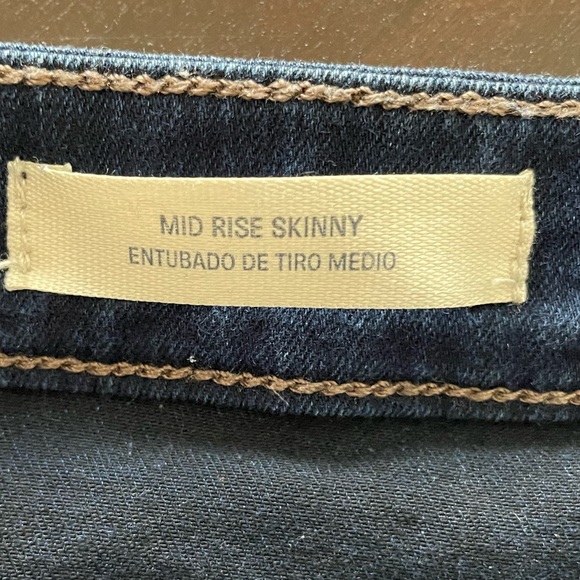 MID RISE SKINNY
ENTUBADO DE TIRO MEDIO